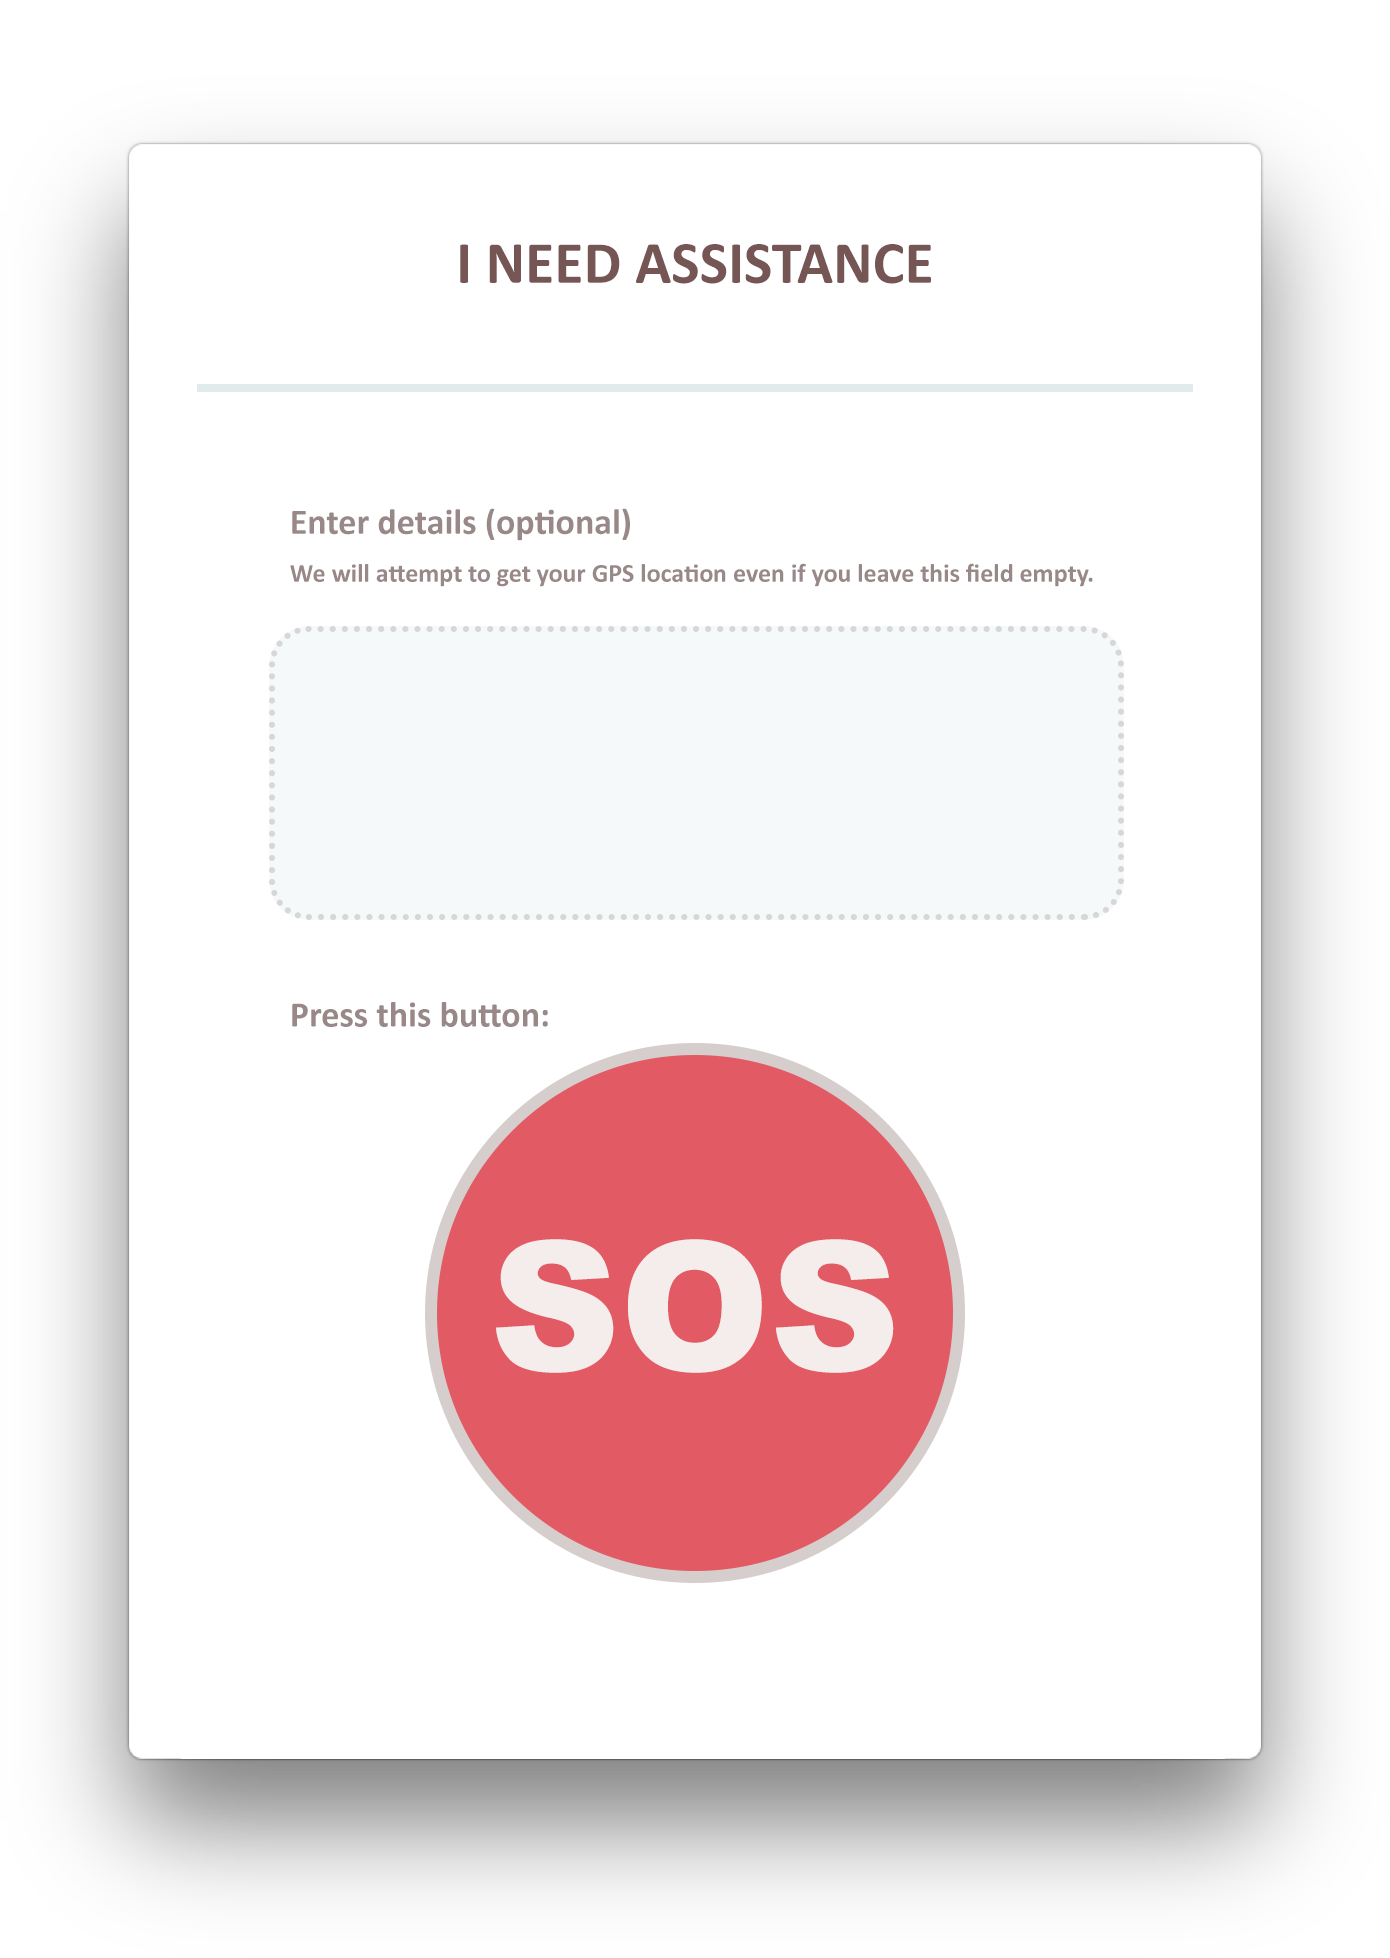 I NEED ASSISTANCE
Enter details (optional)
We will attempt to get your GPS location even if you leave this field empty.
Press this button:
SOS